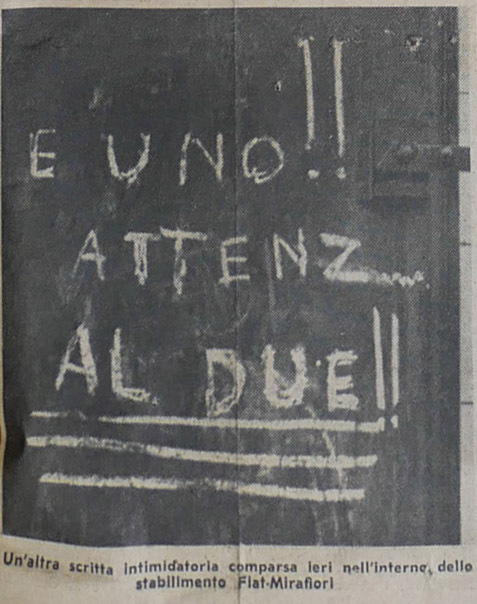 E UNO!!
ATTENZ....
AL DUE!!
Un'altra scritta intimidatoria comparsa ieri nell'interno dello
stabilimento Fiat-Mirafiori